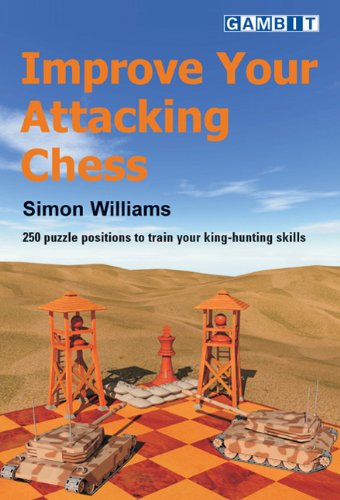 GAMBIT
Improve Your
Attacking
Chess
Simon Williams
250 puzzle positions to train your king-hunting skills